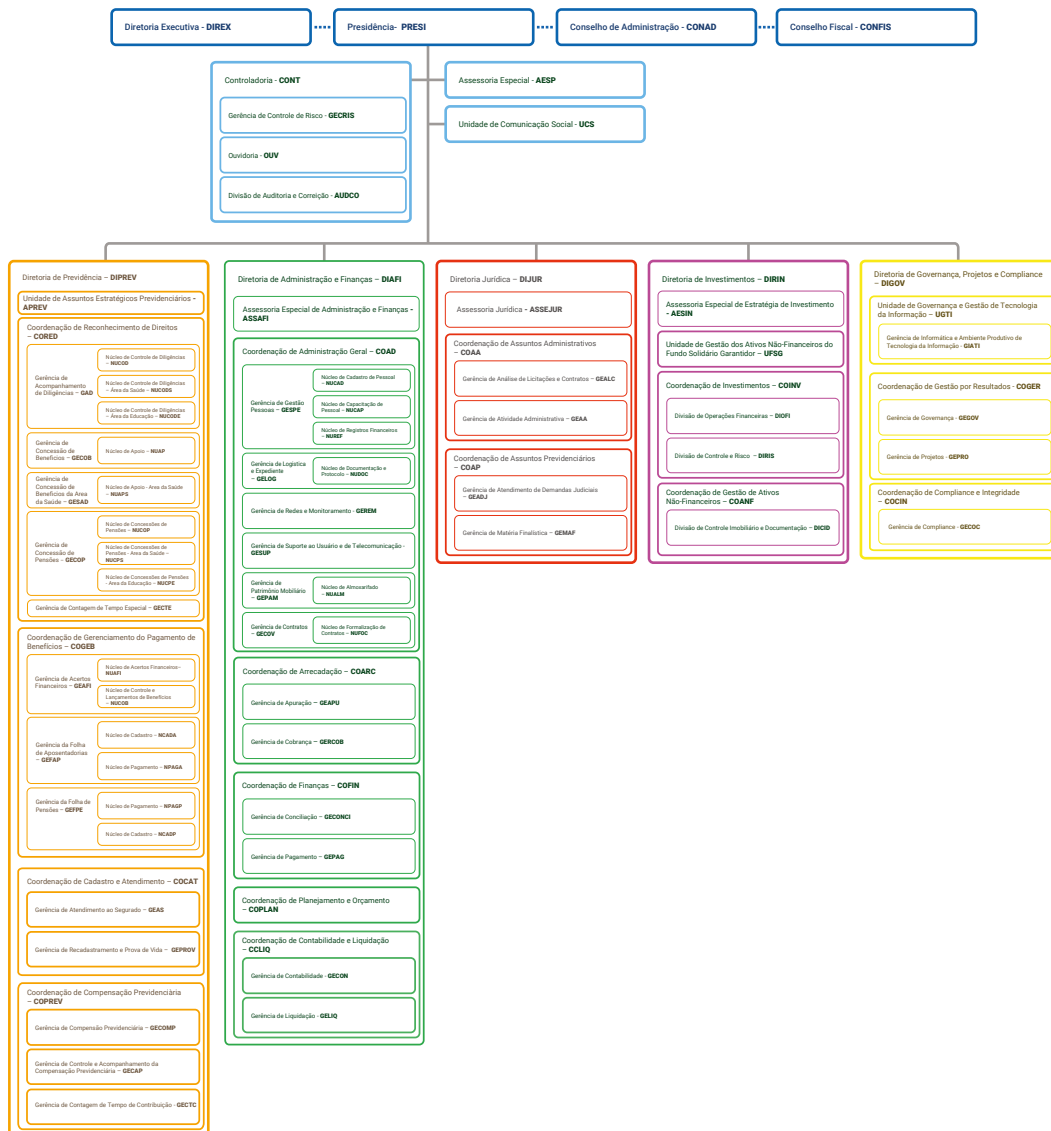 Diretoria Executiva - DIREX
Presidência- PRESI
Conselho de Administração - CONAD
Conselho Fiscal - CONFIS
Controladoria - CONT
Gerência de Controle de Risco - GECRIS
Ouvidoria - OUV
Divisão de Auditoria e Correição - AUDCO
Assessoria Especial - AESP
Unidade de Comunicação Social - UCS
Diretoria de Previdência – DIPREV
Unidade de Assuntos Estratégicos Previdenciários -
APREV
Coordenação de Reconhecimento de Direitos
– CORED
Gerência de
Acompanhamento
de Diligências – GAD
Núcleo de Controle de Diligências
– NUCOD
Núcleo de Controle de Diligências
– Área da Saúde – NUCODS
Núcleo de Controle de Diligências
– Área da Educação – NUCODE
Gerência de
Concessão de
Benefícios – GECOB
Núcleo de Apoio – NUAP
Gerência de
Concessão de
Benefícios da Área
da Saúde – GESAD
Núcleo de Apoio - Área da Saúde –
NUAPS
Gerência de
Concessão de
Pensões – GECOP
Núcleo de Concessões de
Pensões – NUCOP
Núcleo de Concessões de
Pensões - Area da Saúde –
NUCPS
Núcleo de Concessões de Pensões
- Area da Educação – NUCPE
Gerência de Contagem de Tempo Especial – GECTE
Coordenação de Gerenciamento do Pagamento de
Benefícios – COGEB
Gerência de Acertos
Financeiros – GEAFI
Núcleo de Acertos Financeiros -
NUAFI
Núcleo de Controle e
Lançamentos de Benefícios
– NUCOB
Gerência da Folha
de Aposentadorias
– GEFAP
Núcleo de Cadastro – NCADA
Núcleo de Pagamento – NPAGA
Gerência da Folha de
Pensões – GEFPE
Núcleo de Pagamento – NPAGP
Núcleo de Cadastro – NCADP
Coordenação de Cadastro e Atendimento – COCAT
Gerência de Atendimento ao Segurado – GEAS
Gerência de Recadastramento e Prova de Vida – GEPROV
Coordenação de Compensação Previdenciária
– COPREV
Gerência de Compensão Previdenciária – GECOMP
Gerência de Controle e Acompanhamento da
Compensação Previdenciária – GECAP
Gerência de Contagem de Tempo de Contribuição - GECTC
Diretoria de Administração e Finanças – DIAFI
Assessoria Especial de Administração e Finanças -
ASSAFI
Coordenação de Administração Geral – COAD
Gerência de Gestão
Pessoas – GESPE
Núcleo de Cadastro de Pessoal
– NUCAD
Núcleo de Capacitação de
Pessoal – NUCAP
Núcleo de Registros Financeiros
– NUREF
Gerência de Logística
e Expediente
– GELOG
Núcleo de Documentação e
Protocolo – NUDOC
Gerência de Redes e Monitoramento - GEREM
Gerência de Suporte ao Usuário e de Telecomunicação -
GESUP
Gerência de
Patrimônio Mobiliário
– GEPAM
Núcleo de Almoxarifado
– NUALM
Gerência de Contratos
– GECOV
Núcleo de Formalização de
Contratos – NUFOC
Coordenação de Arrecadação – COARC
Gerência de Apuração – GEAPU
Gerência de Cobrança – GERCOB
Coordenação de Finanças – COFIN
Gerência de Conciliação – GECONCI
Gerência de Pagamento – GEPAG
Coordenação de Planejamento e Orçamento
– COPLAN
Coordenação de Contabilidade e Liquidação
– CCLIQ
Gerência de Contabilidade - GECON
Gerência de Liquidação - GELIQ
Diretoria Jurídica – DIJUR
Assessoria Jurídica - ASSEJUR
Coordenação de Assuntos Administrativos
– COAA
Gerência de Análise de Licitações e Contratos – GEALC
Gerência de Atividade Administrativa – GEAA
Coordenação de Assuntos Previdenciários
– COAP
Gerência de Atendimento de Demandas Judiciais
– GEADJ
Gerência de Matéria Finalística – GEMAF
Diretoria de Investimentos – DIRIN
Assessoria Especial de Estratégia de Investimento
- AESIN
Unidade de Gestão dos Ativos Não-Financeiros do
Fundo Solidário Garantidor – UFSG
Coordenação de Investimentos – COINV
Divisão de Operações Financeiras – DIOFI
Divisão de Controle e Risco – DIRIS
Coordenação de Gestão de Ativos
Não-Financeiros – COANF
Divisão de Controle Imobiliário e Documentação – DICID
Diretoria de Governança, Projetos e Compliance –
DIGOV
Unidade de Governança e Gestão de Tecnologia
da Informação – UGTI
Gerência de Informática e Ambiente Produtivo de
Tecnologia da Informação - GIATI
Coordenação de Gestão por Resultados - COGER
Gerência de Governança - GEGOV
Gerência de Projetos - GEPRO
Coordenação de Compliance e Integridade –
COCIN
Gerência de Compliance - GECOC